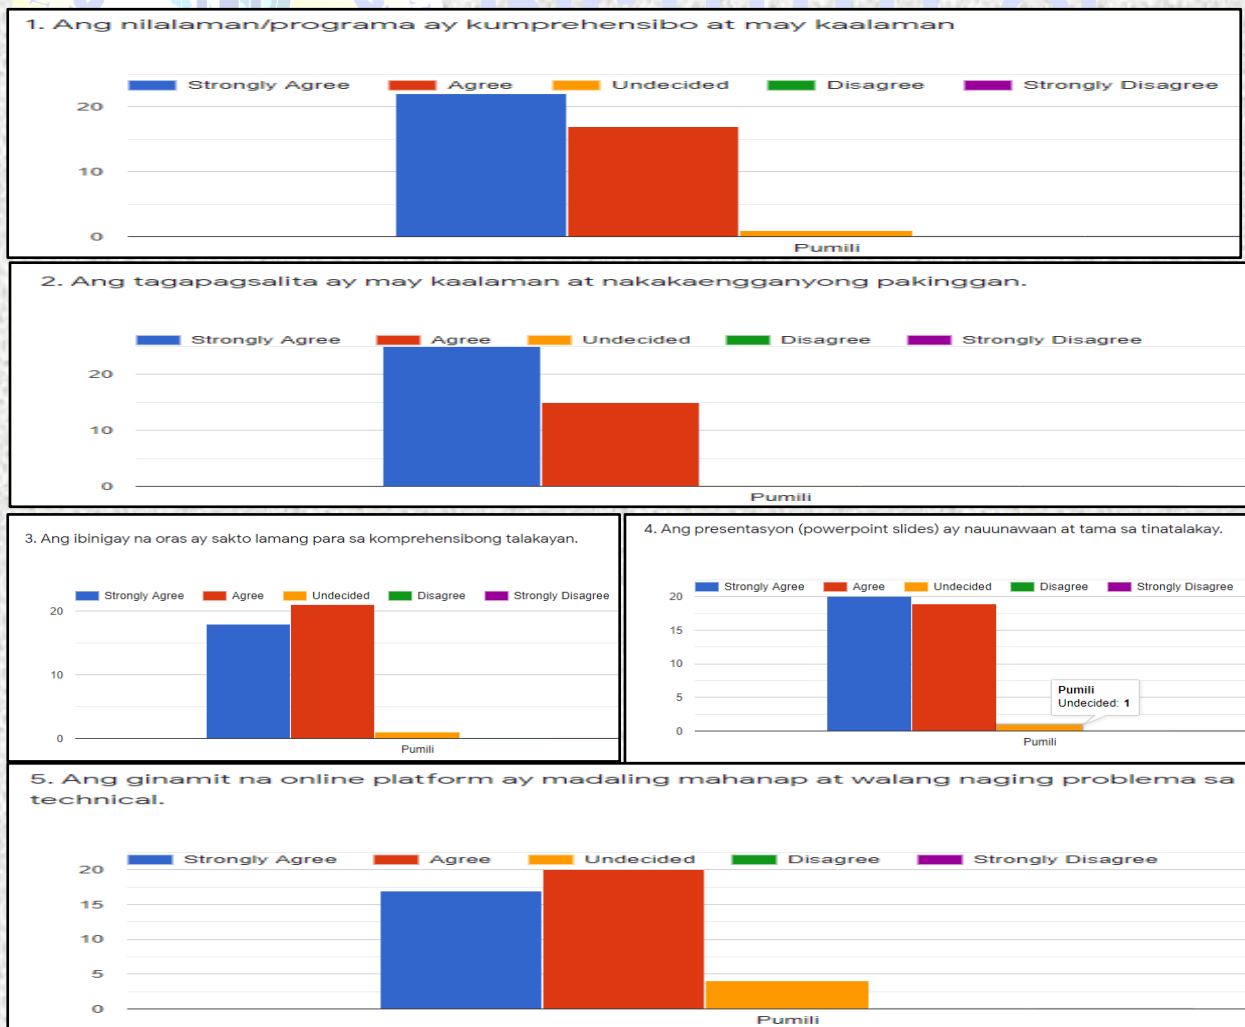 1. Ang nilalaman/programa ay kumprehensibo at may kaalaman
Strongly Agree Agree Undecided Disagree Strongly Disagree
20
10
0
Pumili
2. Ang tagapagsalita ay may kaalaman at nakakaengganyong pakinggan.
Strongly Agree Agree Undecided Disagree Strongly Disagree
20
10
0
Pumili
3. Ang ibinigay na oras ay sakto lamang para sa komprehensibong talakayan.
Strongly Agree Agree Undecided Disagree Strongly Disagree
20
10
0
Pumili
4. Ang presentasyon (powerpoint slides) ay nauunawaan at tama sa tinatalakay.
Strongly Agree Agree Undecided Disagree Strongly Disagree
20
15
10
5
0
Pumili
Undecided: 1
Pumili
5. Ang ginamit na online platform ay madaling mahanap at walang naging problema sa
technical.
Strongly Agree Agree Undecided Disagree Strongly Disagree
20
15
10
5
0
Pumili